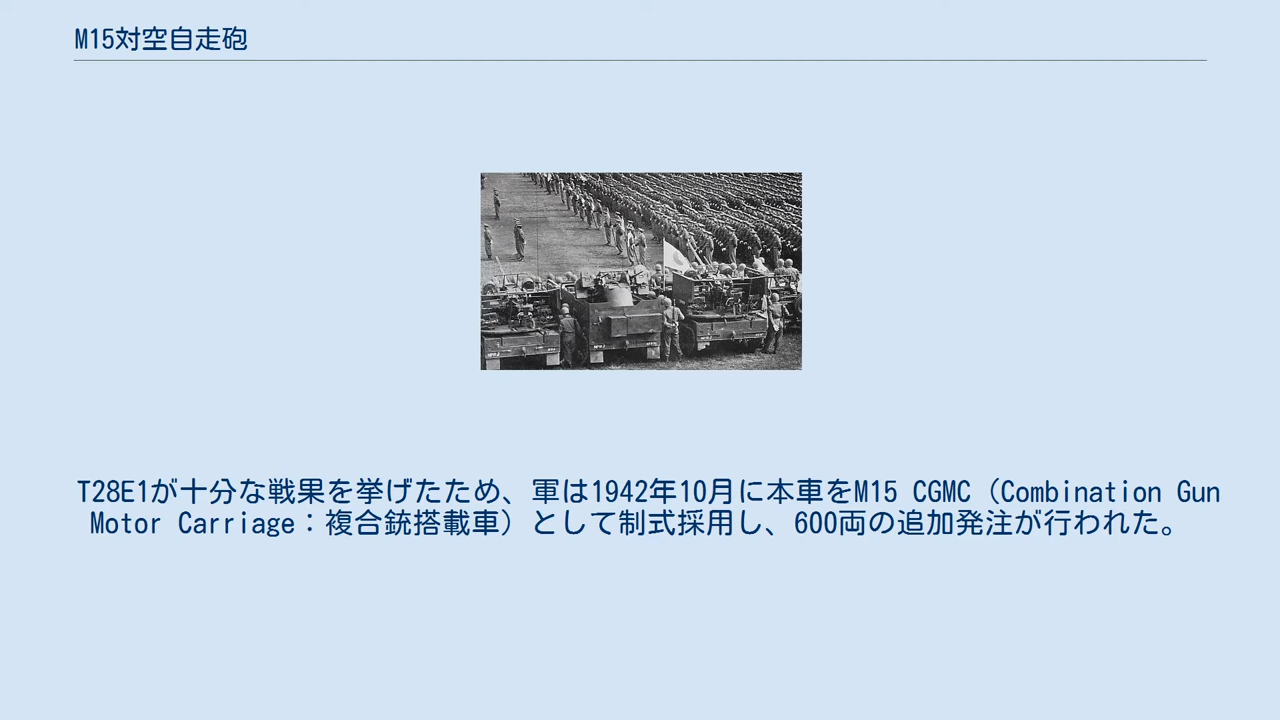 M15対空自走砲
T28E1が十分な戦果を挙げたため、軍は1942年10月に本車をM15 CGMC（Combination Gun
Motor Carriage：複合銃搭載車）として制式採用し、600両の追加発注が行われた。